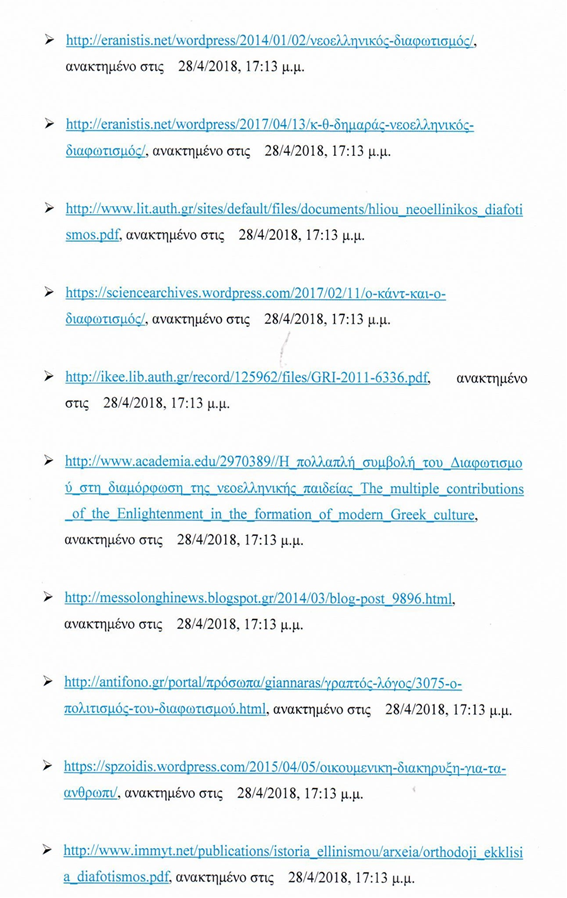 ➢ http://eranistis.net/wordpress/2014/01/02/νεοελληνικός-διαφωτισμός/,
ανακτημένο στις 28/4/2018, 17:13 μ.μ.
➢ http://eranistis.net/wordpress/2017/04/13/κ-θ-δημαράς-νεοελληνικός-
διαφωτισμός/, ανακτημένο στις 28/4/2018, 17:13 μ.μ.
➢ http://www.lit.auth.gr/sites/default/files/documents/hliou_neoellinikos_diafoti
smos.pdf, ανακτημένο στις 28/4/2018, 17:13 μ.μ.
➢ https://sciencearchives.wordpress.com/2017/02/11/ο-κάντ-και-ο-
διαφωτισμός/, ανακτημένο στις 28/4/2018, 17:13 μ.μ.
➢ http://ikee.lib.auth.gr/record/125962/files/GRI-2011-6336.pdf, ανακτημένο
στις 28/4/2018, 17:13 μ.μ.
➢ http://www.academia.edu/2970389//Η_πολλαπλή_συμβολή_του_Διαφωτισμο
ύ_στη_διαμόρφωση_της_νεοελληνικής_παιδείας_The_multiple_contributions
_of_the_Enlightenment_in_the_formation_of_modern_Greek_culture,
ανακτημένο στις 28/4/2018, 17:13 μ.μ.
➢ http://messolonghinews.blogspot.gr/2014/03/blog-post_9896.html,
ανακτημένο στις 28/4/2018, 17:13 μ.μ.
➢ http://antifono.gr/portal/πρόσωπα/giannaras/γραπτός-λόγος/3075-ο-
πολιτισμός-του-διαφωτισμού.html, ανακτημένο στις 28/4/2018, 17:13 μ.μ.
➢ https://spzoidis.wordpress.com/2015/04/05/οικουμενικη-διακηρυξη-για-τα-
ανθρωπι/, ανακτημένο στις 28/4/2018, 17:13 μ.μ.
➢ http://www.immyt.net/publications/istoria_ellinismou/arxeia/orthodoji_ekklisi
a_diafotismos.pdf, ανακτημένο στις 28/4/2018, 17:13 μ.μ.